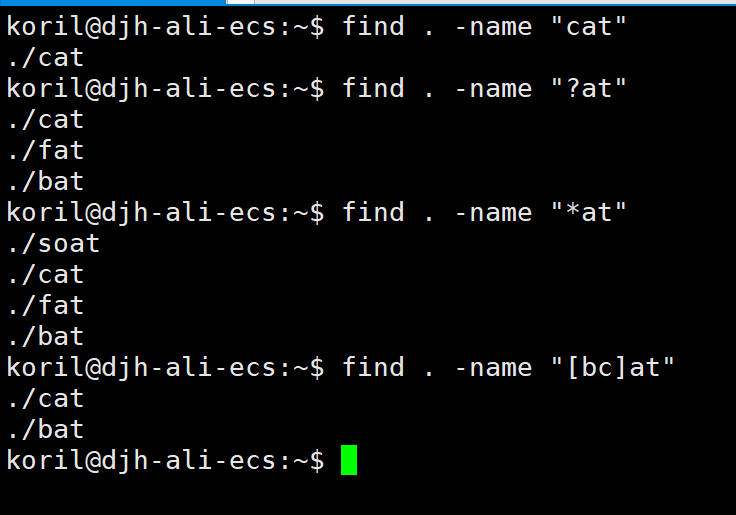 koril@djh-ali-ecs:~$ find . -name "cat"
./cat
koril@djh-ali-ecs:~$ find . -name "?at"
./cat
./fat
./bat
koril@djh-ali-ecs:~$ find . -name "*at"
./soat
./cat
./fat
./bat
koril@djh-ali-ecs:~$ find . -name "[bc]at"
./cat
./bat
koril@djh-ali-ecs:~$